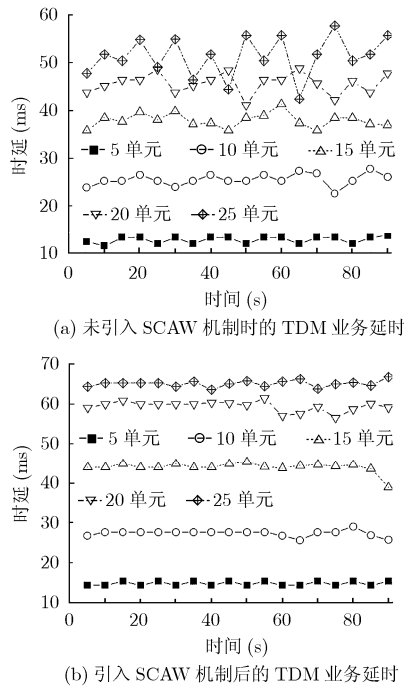 60
50
40
30
20
10
时延 (ms)
5 单元
10 单元
15 单元
20 单元
25 单元
0 20 40 60 80
时间 (s)
(a) 未引入 SCAW 机制时的 TDM 业务延时
70
60
50
40
30
20
10
时延 (ms)
5 单元
10 单元
15 单元
20 单元
25 单元
0 20 40 60 80
时间 (s)
(b) 引入 SCAW 机制后的 TDM 业务延时